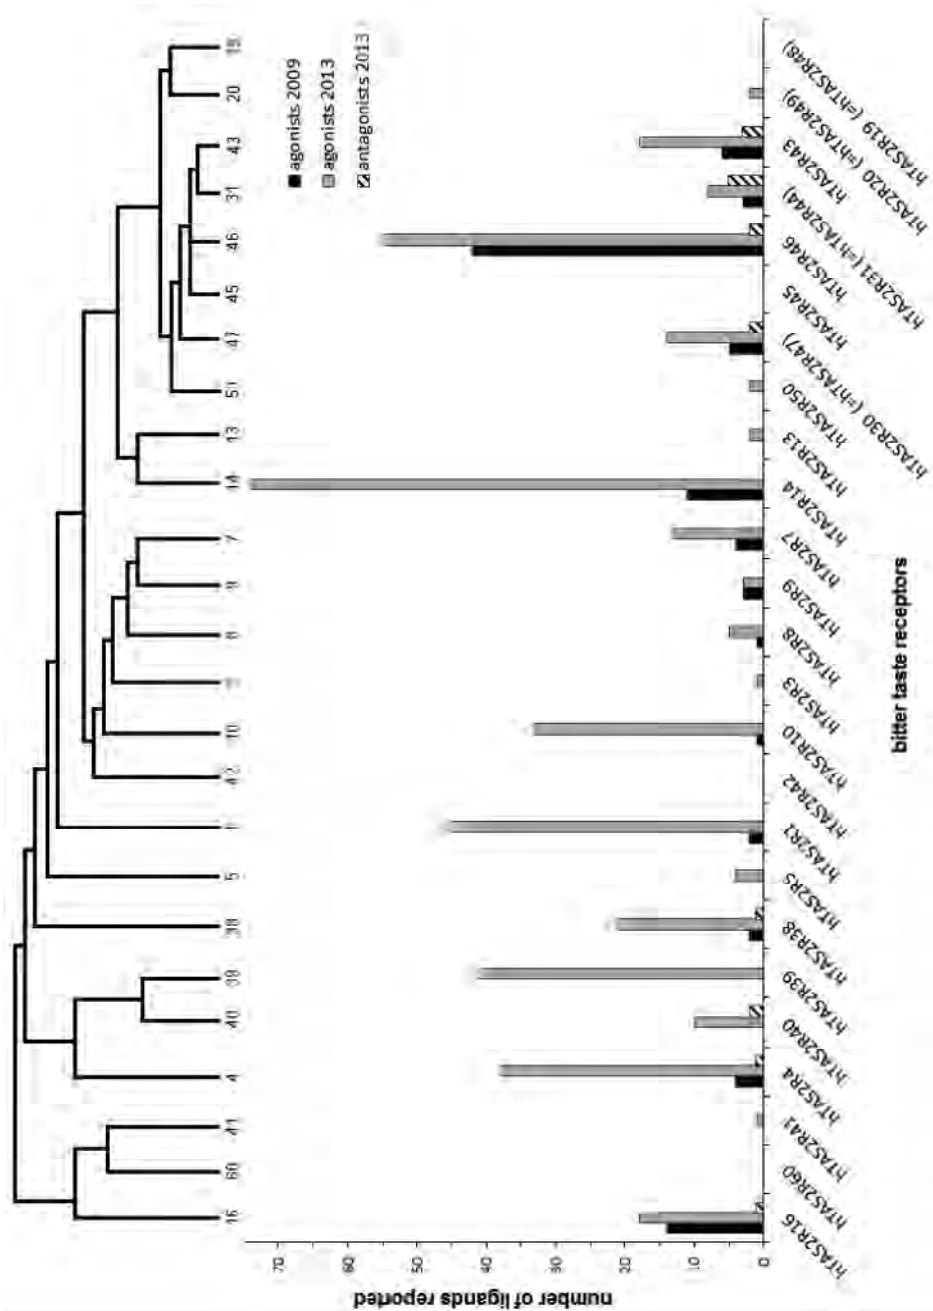 16 60 41 4 40 39 38 5 1 42 10 3 8 9 7 14 13 50 47 45 46 31 43 20 19
agonists 2009
agonists 2013
antagonists 2013
number of ligands reported
70
60
50
40
30
20
10
0
hTAS2R16
hTAS2R60
hTAS2R41
hTAS2R4
hTAS2R40
hTAS2R39
hTAS2R38
hTAS2R5
hTAS2R1
hTAS2R42
hTAS2R10
hTAS2R3
hTAS2R8
hTAS2R9
hTAS2R7
hTAS2R14
hTAS2R13
hTAS2R50
hTAS2R30 (=hTAS2R47)
hTAS2R45
hTAS2R46
hTAS2R31 (=hTAS2R44)
hTAS2R43
hTAS2R20 (=hTAS2R49)
hTAS2R19 (=hTAS2R48)
bitter taste receptors